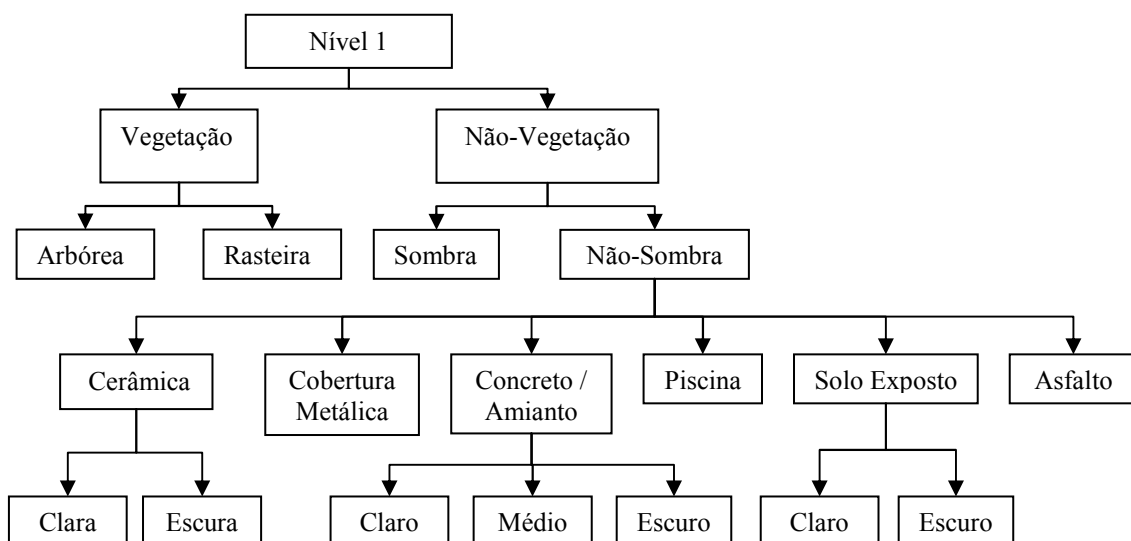 Nível 1
Vegetação
Não-Vegetação
Arbórea
Rasteira
Sombra
Não-Sombra
Cerâmica
Cobertura
Metálica
Concreto /
Amianto
Piscina
Solo Exposto
Asfalto
Clara
Escura
Claro
Médio
Escuro
Claro
Escuro